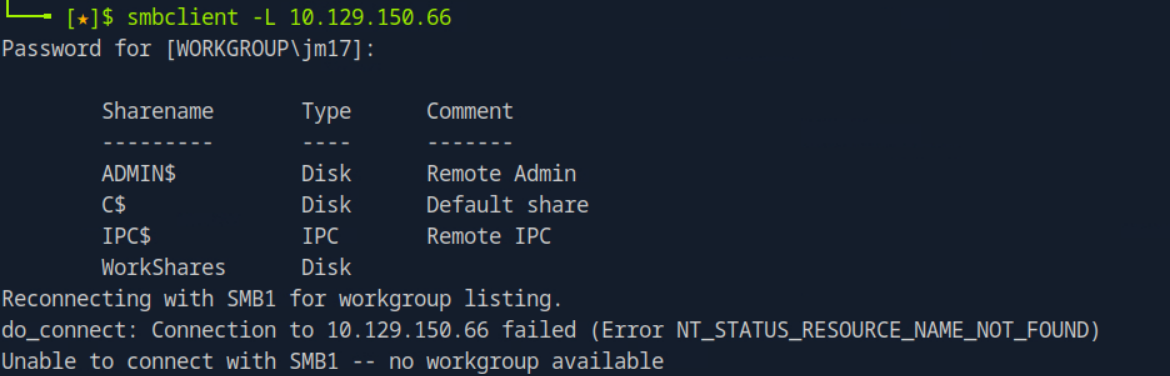 [★]$ smbclient -L 10.129.150.66
Password for [WORKGROUP\jm17]:
Sharename Type Comment
--------- ---- -------
ADMIN$ Disk Remote Admin
C$ Disk Default share
IPC$ IPC Remote IPC
WorkShares Disk
Reconnecting with SMB1 for workgroup listing.
do_connect: Connection to 10.129.150.66 failed (Error NT_STATUS_RESOURCE_NAME_NOT_FOUND)
Unable to connect with SMB1 -- no workgroup available